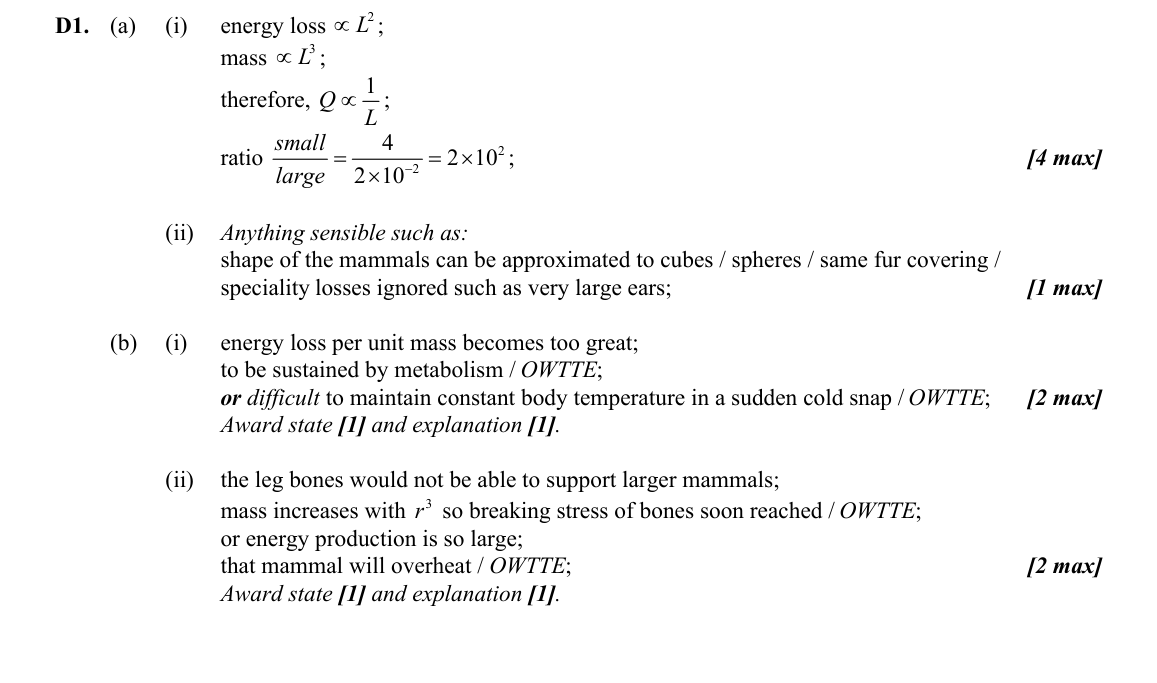 D1. (a) (i) energy loss ∝ L²;
mass ∝ L³;
therefore, Q ∝ 1/L;
ratio small/large = 4/2×10⁻² = 2×10²; [4 max]
(ii) Anything sensible such as:
shape of the mammals can be approximated to cubes / spheres / same fur covering /
speciality losses ignored such as very large ears; [1 max]
(b) (i) energy loss per unit mass becomes too great;
to be sustained by metabolism / OWTTE;
or difficult to maintain constant body temperature in a sudden cold snap / OWTTE; [2 max]
Award state [1] and explanation [1].
(ii) the leg bones would not be able to support larger mammals;
mass increases with r³ so breaking stress of bones soon reached / OWTTE;
or energy production is so large;
that mammal will overheat / OWTTE; [2 max]
Award state [1] and explanation [1].